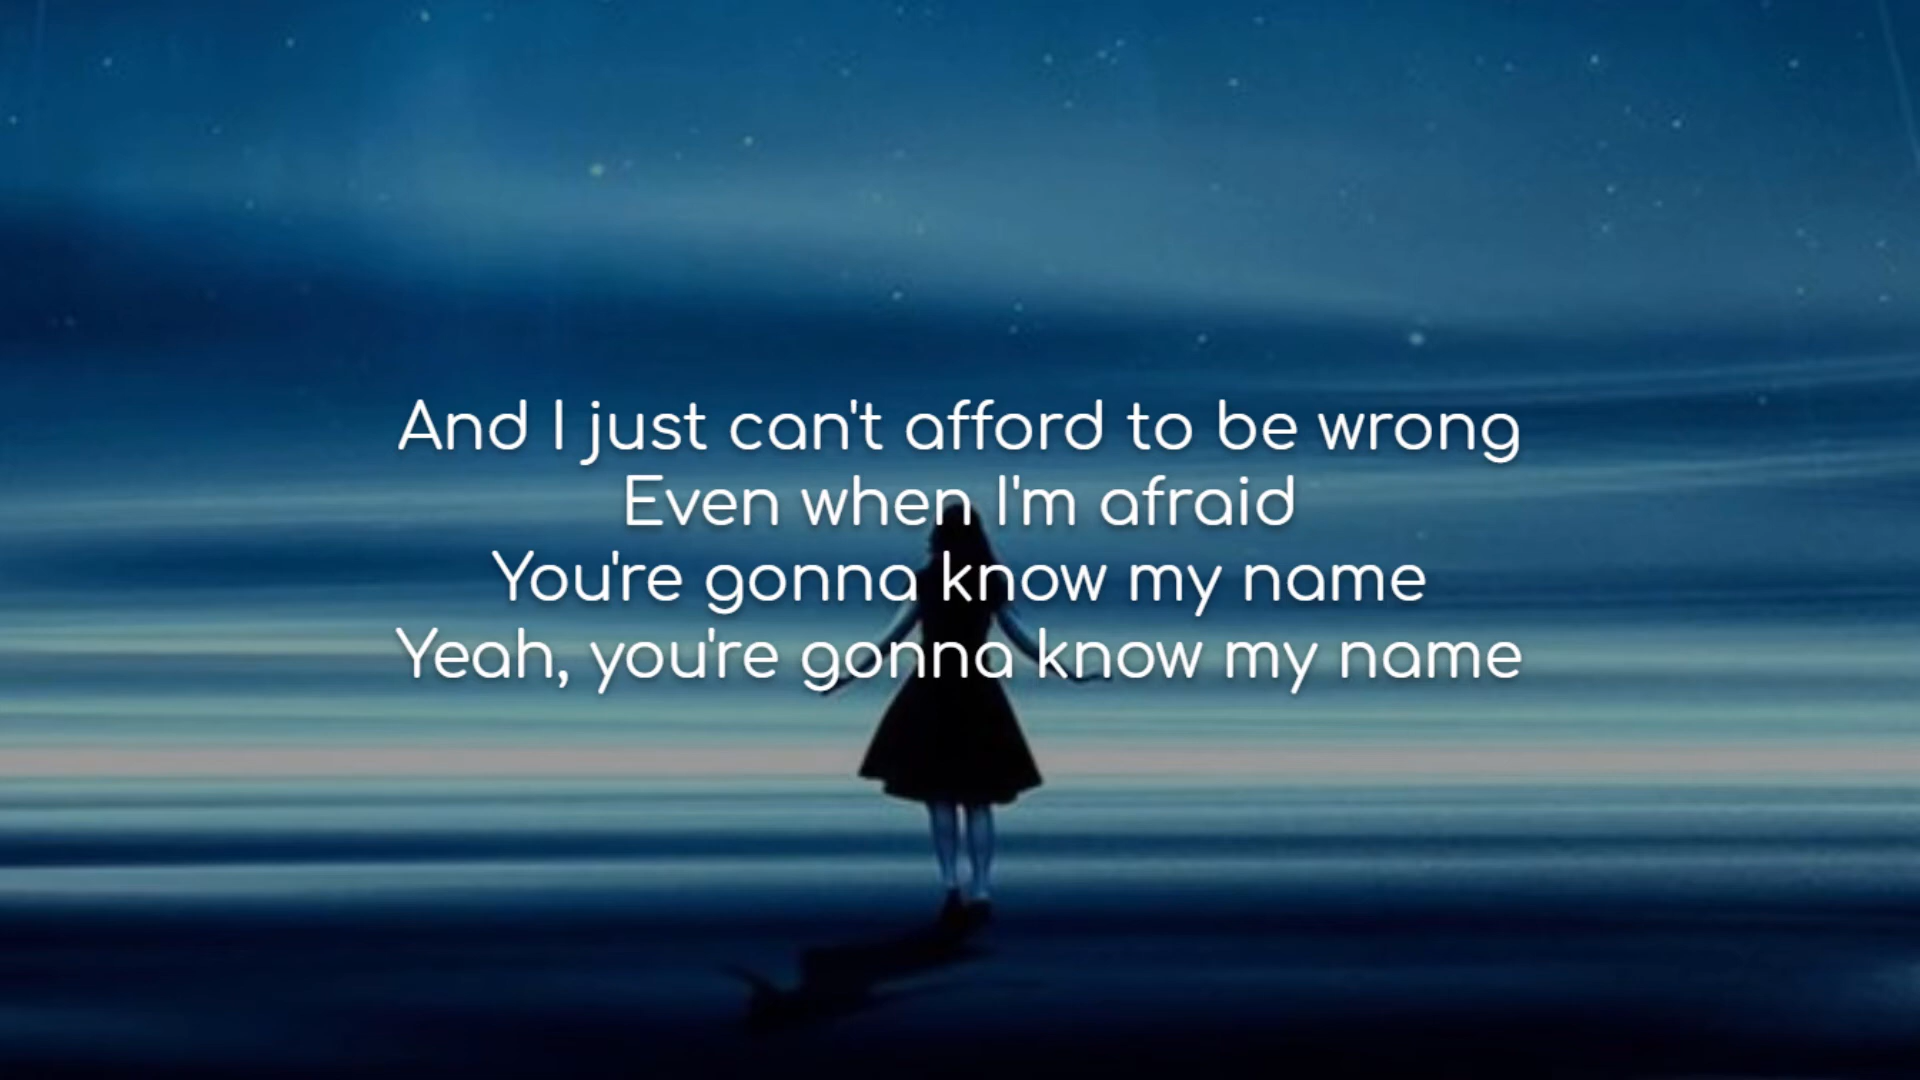 And I just can't afford to be wrong
Even when I'm afraid
You're gonna know my name
Yeah, you're gonna know my name